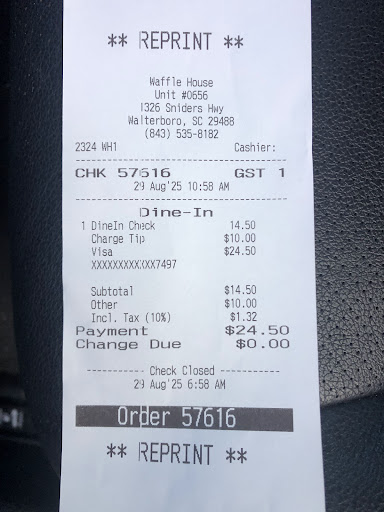 ** REPRINT **
Waffle House
Unit #0656
1326 Sniders Hwy
Walterboro, SC 29488
(843) 535-8182
2324 WH1 Cashier:
CHK 57616 GST 1
29 Aug'25 10:58 AM
Dine-In
1 DineIn Check 14.50
Charge Tip $10.00
Visa $24.50
XXXXXXXXXXXX7497
Subtotal $14.50
Other $10.00
Incl. Tax (10%) $1.32
Payment $24.50
Change Due $0.00
---------- Check Closed ----------
29 Aug'25 6:58 AM
Order 57616
** REPRINT **